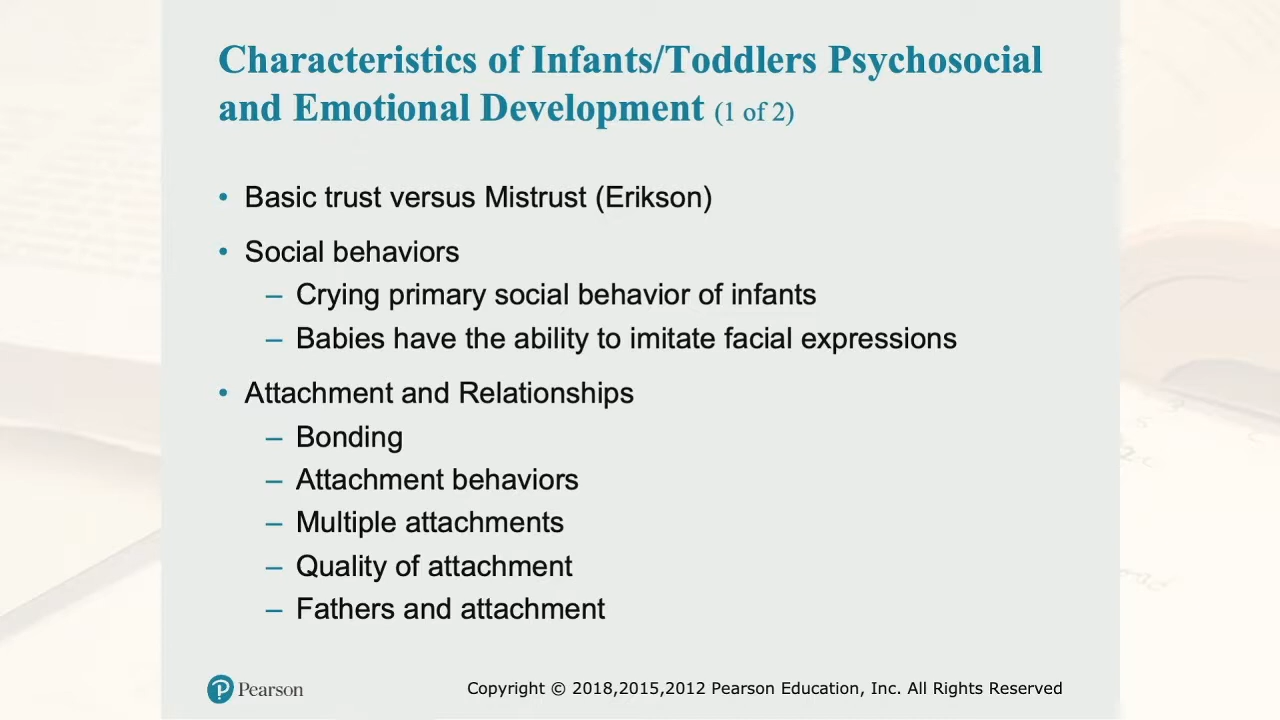 Characteristics of Infants/Toddlers Psychosocial
and Emotional Development (1 of 2)
• Basic trust versus Mistrust (Erikson)
• Social behaviors
– Crying primary social behavior of infants
– Babies have the ability to imitate facial expressions
• Attachment and Relationships
– Bonding
– Attachment behaviors
– Multiple attachments
– Quality of attachment
– Fathers and attachment
Pearson
Copyright © 2018,2015,2012 Pearson Education, Inc. All Rights Reserved